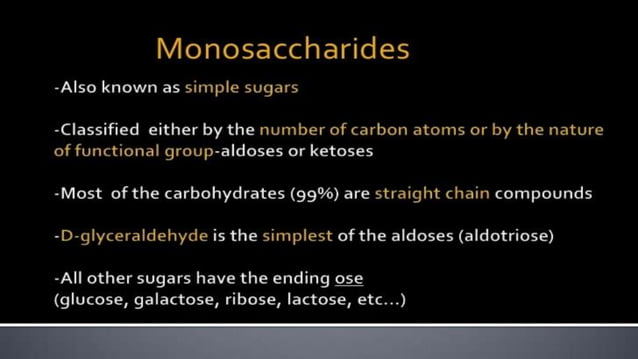 Monosaccharides
-Also known as simple sugars
-Classified either by the number of carbon atoms or by the nature
of functional group-aldoses or ketoses
-Most of the carbohydrates (99%) are straight chain compounds
-D-glyceraldehyde is the simplest of the aldoses (aldotriose)
-All other sugars have the ending ose
(glucose, galactose, ribose, lactose, etc...)